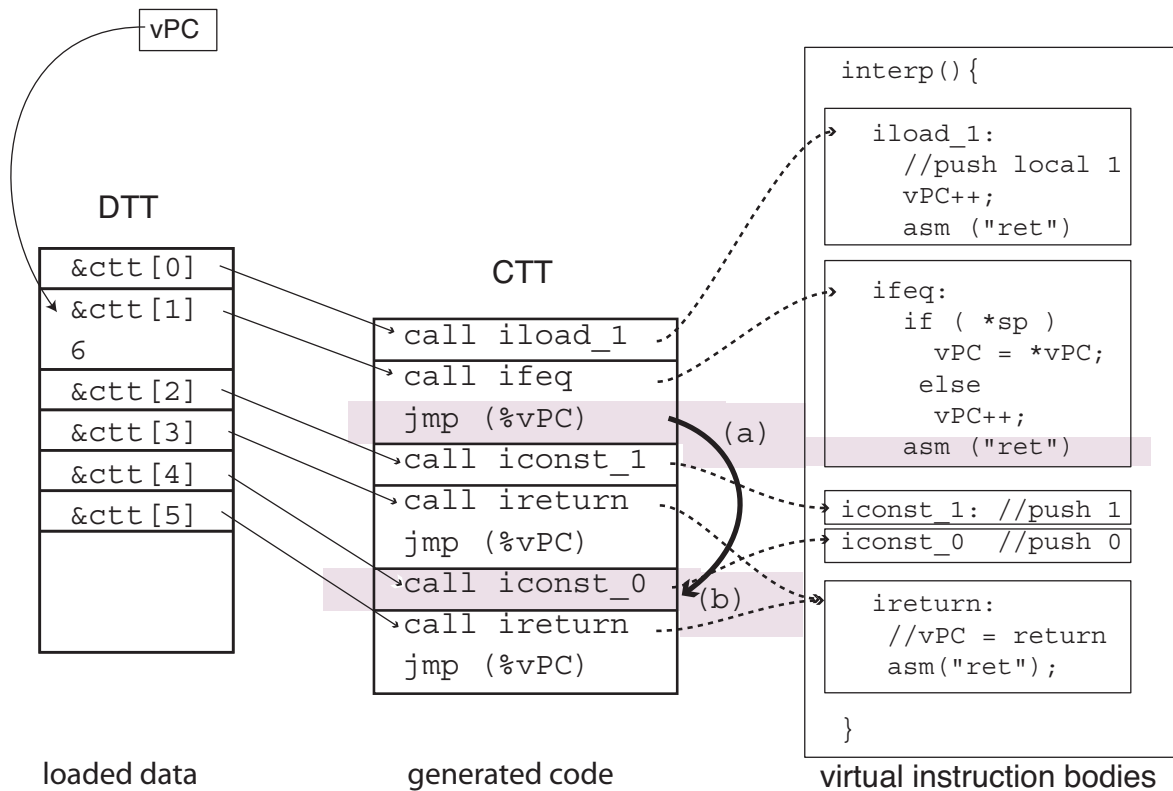 vPC
DTT
&ctt[0]
&ctt[1]
6
&ctt[2]
&ctt[3]
&ctt[4]
&ctt[5]
loaded data
CTT
call iload_1
call ifeq
jmp (%vPC)
call iconst_1
call ireturn
jmp (%vPC)
call iconst_0
call ireturn
jmp (%vPC)
(a)
(b)
generated code
interp(){
iload_1:
//push local 1
vPC++;
asm ("ret")
ifeq:
if ( *sp )
vPC = *vPC;
else
vPC++;
asm ("ret")
iconst_1: //push 1
iconst_0 //push 0
ireturn:
//vPC = return
asm("ret");
}
virtual instruction bodies